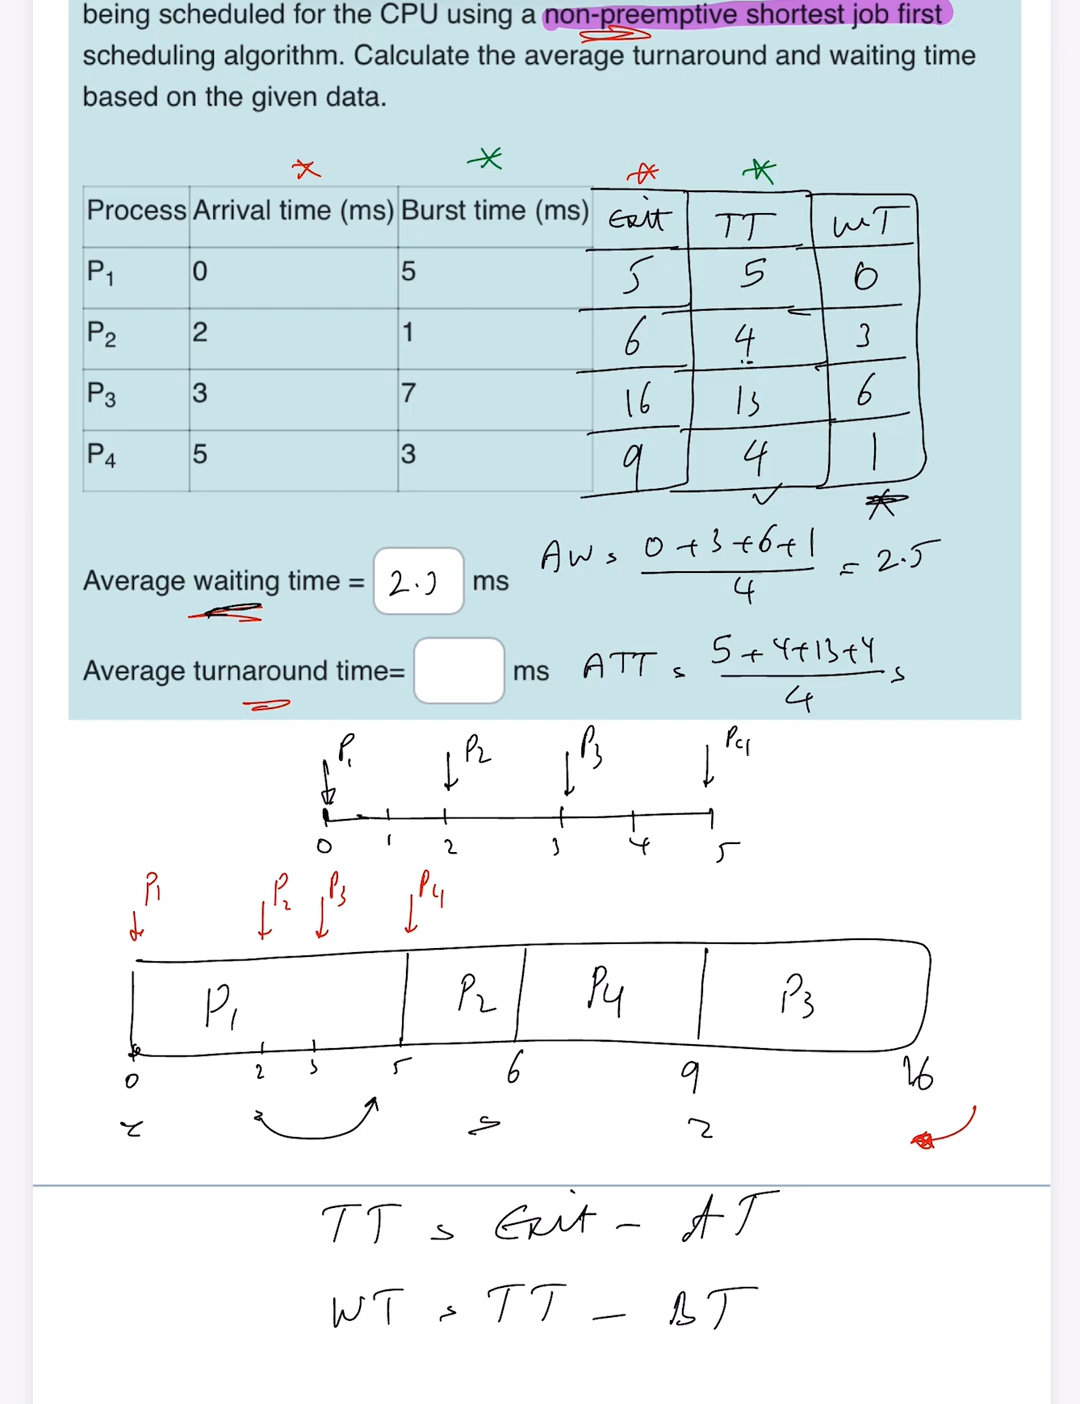 being scheduled for the CPU using a non-preemptive shortest job first
scheduling algorithm. Calculate the average turnaround and waiting time
based on the given data.
Process Arrival time (ms) Burst time (ms) Exit TT WT
P1 0 5 5 5 0
P2 2 1 6 4 3
P3 3 7 16 13 6
P4 5 3 9 4 1
AW = 0+3+6+1 / 4 = 2.5
Average waiting time = 2.5 ms
Average turnaround time= ms ATT = 5+4+13+4 / 4 =
P1 P2 P3 P4
0 1 2 3 4 5
P1 P2 P3 P4
P1 P2 P4 P3
0 2 3 5 6 9 16
TT = Exit - AT
WT = TT - BT